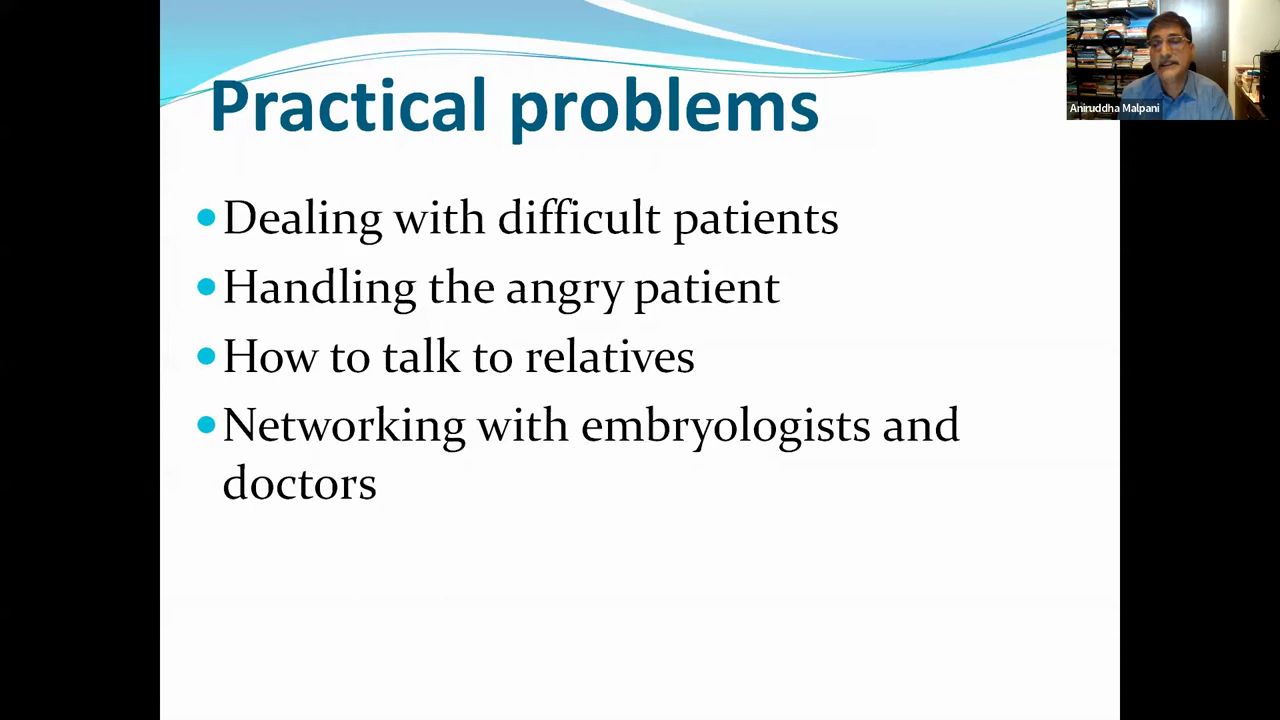 Practical problems
Aniruddha Malpani
•Dealing with difficult patients
•Handling the angry patient
•How to talk to relatives
•Networking with embryologists and
doctors